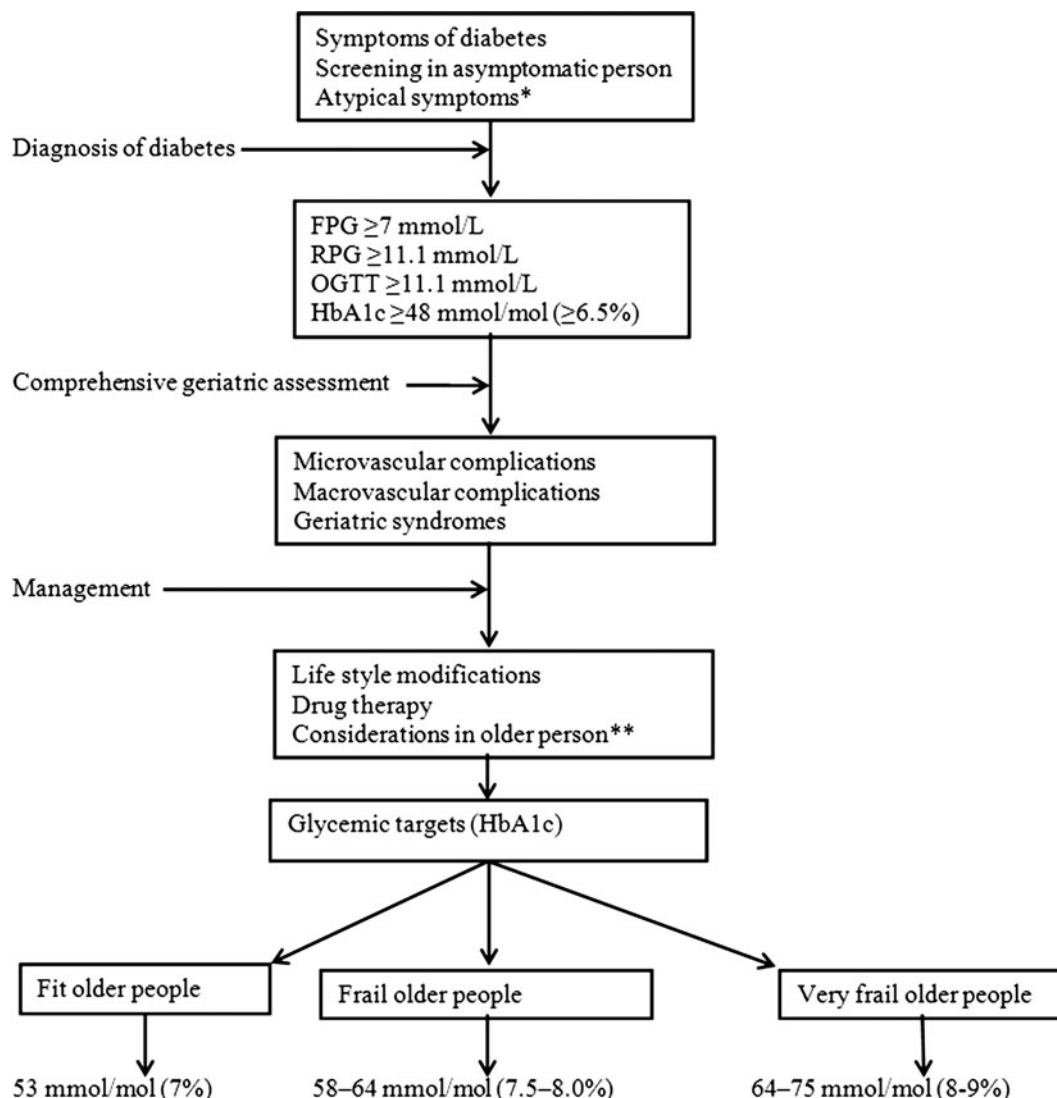 Symptoms of diabetes
Screening in asymptomatic person
Atypical symptoms*
Diagnosis of diabetes
FPG ≥7 mmol/L
RPG ≥11.1 mmol/L
OGTT ≥11.1 mmol/L
HbA1c ≥48 mmol/mol (≥6.5%)
Comprehensive geriatric assessment
Microvascular complications
Macrovascular complications
Geriatric syndromes
Management
Life style modifications
Drug therapy
Considerations in older person**
Glycemic targets (HbA1c)
Fit older people
Frail older people
Very frail older people
53 mmol/mol (7%)
58–64 mmol/mol (7.5–8.0%)
64–75 mmol/mol (8-9%)